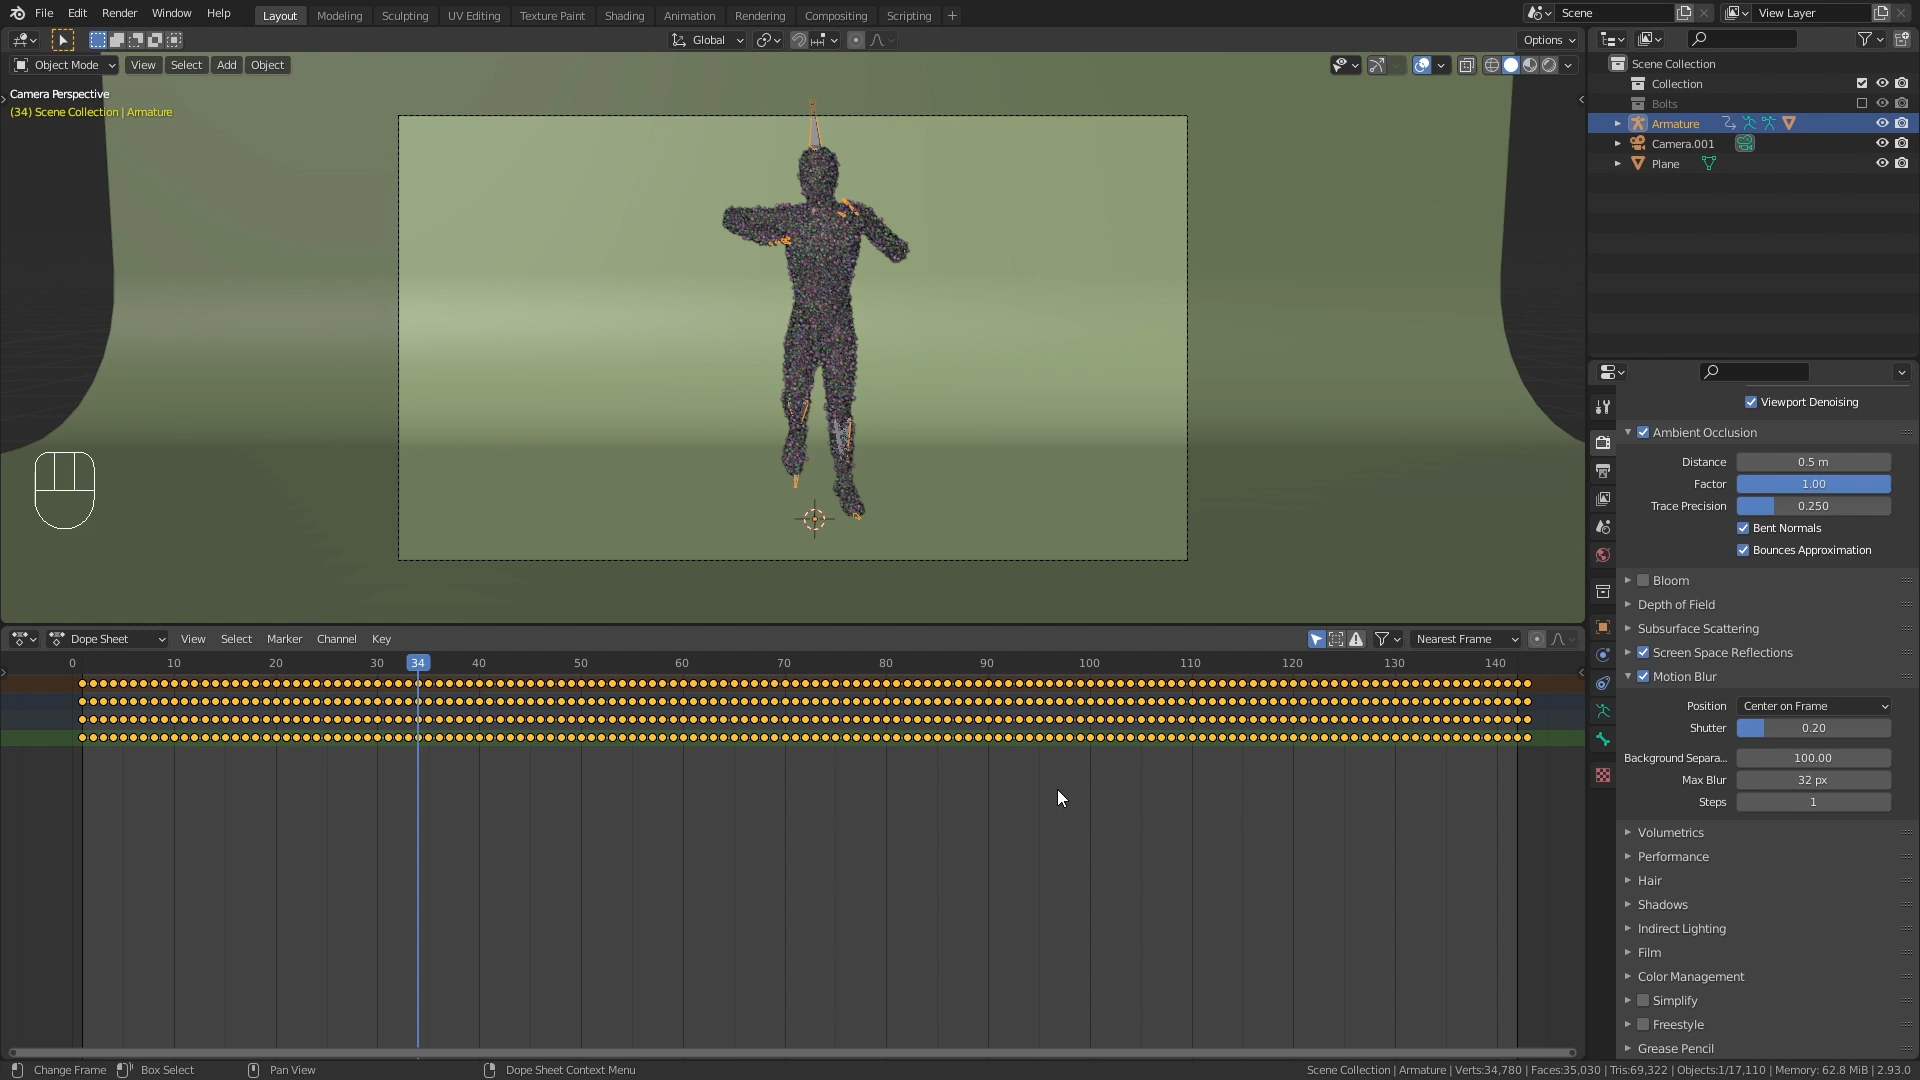 File Edit Render Window Help Layout Modeling Sculpting UV Editing Texture Paint Shading Animation Rendering Compositing Scripting + Scene View Layer
Global Options
Object Mode View Select Add Object
Camera Perspective
(34) Scene Collection | Armature
Scene Collection
Collection
Bolts
Armature
Camera.001
Plane
Viewport Denoising
Ambient Occlusion
Distance 0.5 m
Factor 1.00
Trace Precision 0.250
Bent Normals
Bounces Approximation
Bloom
Depth of Field
Subsurface Scattering
Screen Space Reflections
Motion Blur
Position Center on Frame
Shutter 0.20
Background Separa... 100.00
Max Blur 32 px
Steps 1
Volumetrics
Performance
Hair
Shadows
Indirect Lighting
Film
Color Management
Simplify
Freestyle
Grease Pencil
Dope Sheet View Select Marker Channel Key Nearest Frame
0 10 20 30 34 40 50 60 70 80 90 100 110 120 130 140
Change Frame Box Select Pan View Dope Sheet Context Menu Scene Collection | Armature | Verts:34,780 | Faces:35,030 | Tris:69,322 | Objects:1/17,110 | Memory: 62.8 MiB | 2.93.0